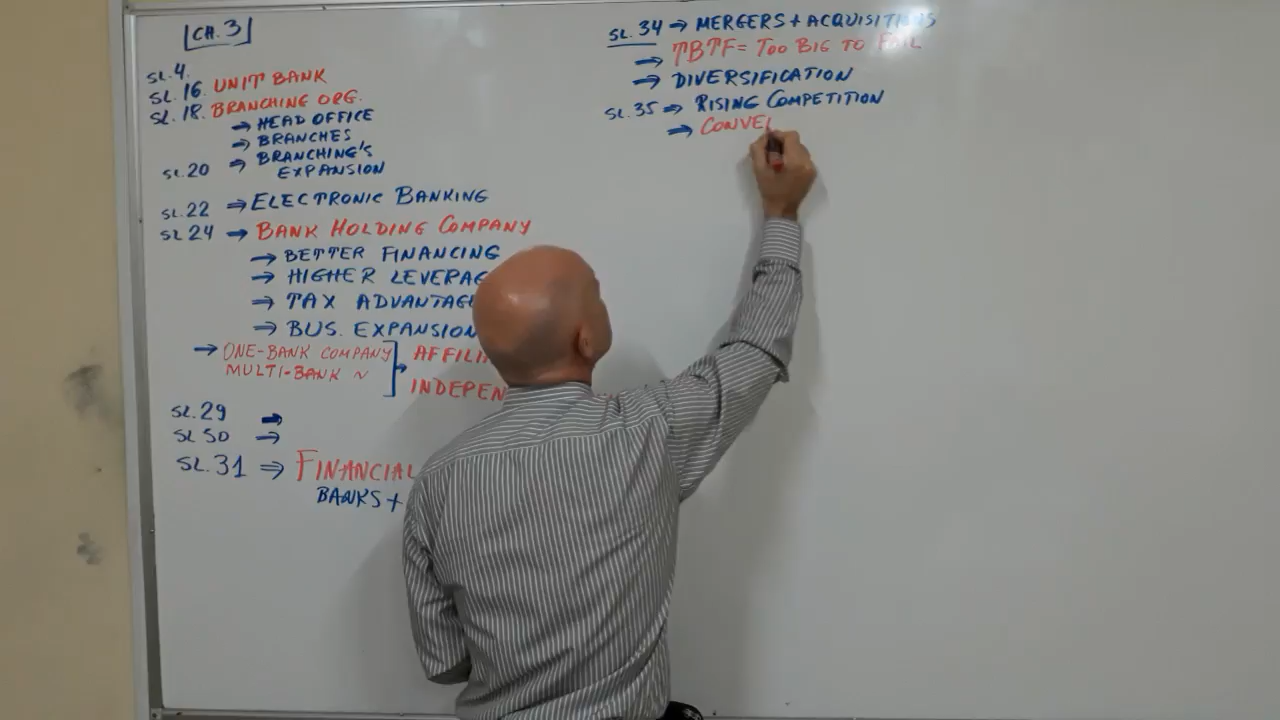 CH. 3
SL. 4.
SL. 16. UNIT BANK
SL. 18. BRANCHING ORG.
⇒ HEAD OFFICE
⇒ BRANCHES
SL. 20 ⇒ BRANCHING'S
EXPANSION
SL. 22 ⇒ ELECTRONIC BANKING
SL 24 → BANK HOLDING COMPANY
⇒ BETTER FINANCING
⇒ HIGHER LEVERAG
⇒ TAX ADVANTAGE
⇒ BUS. EXPANSION
→ ONE-BANK COMPANY
MULTI-BANK ~
AFFILI
INDEPEN
SL. 29 ⇒
SL 30 ⇒
SL. 31 ⇒ FINANCIAL
BANKS +
SL. 34 → MERGERS + ACQUISITIONS
⇒ TBTF = TOO BIG TO FAIL
⇒ DIVERSIFICATION
SL. 35 ⇒ RISING COMPETITION
⇒ CONVE